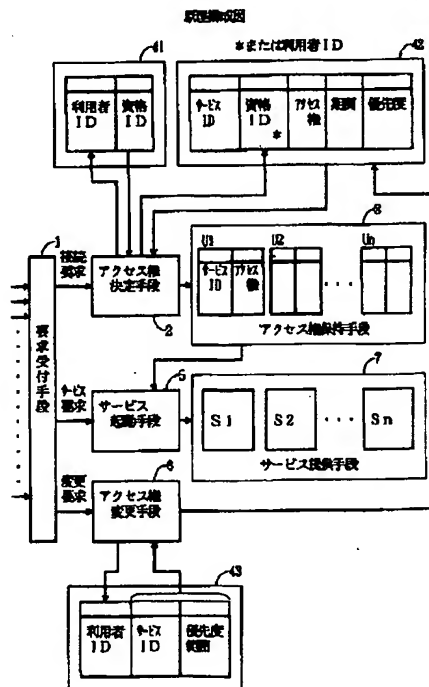 原理構成図
41
*または利用者ID
42
利用者
ID
資格
ID
サービス
ID
資格
ID
*
アクセス
権
期間
優先度
1
接続
要求
アクセス権
決定手段
2
U1
U2
Un
サービス
ID
アクセス
権
・・・
アクセス権保持手段
要求受付手段
サービス
要求
5
サービス
起動手段
7
S1
S2
・・・
Sn
サービス提供手段
変更
要求
6
アクセス権
変更手段
43
利用者
ID
サービス
ID
優先度
範囲